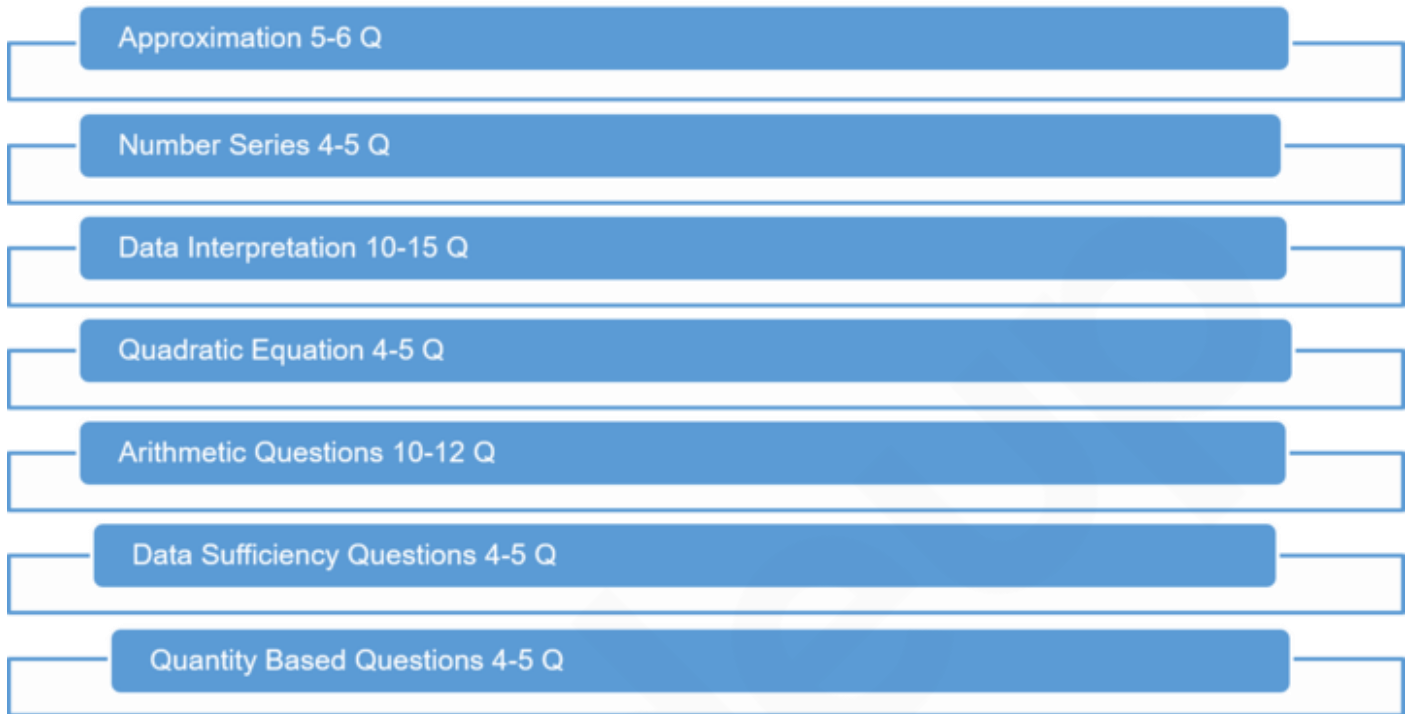 Approximation 5-6 Q
Number Series 4-5 Q
Data Interpretation 10-15 Q
Quadratic Equation 4-5 Q
Arithmetic Questions 10-12 Q
Data Sufficiency Questions 4-5 Q
Quantity Based Questions 4-5 Q